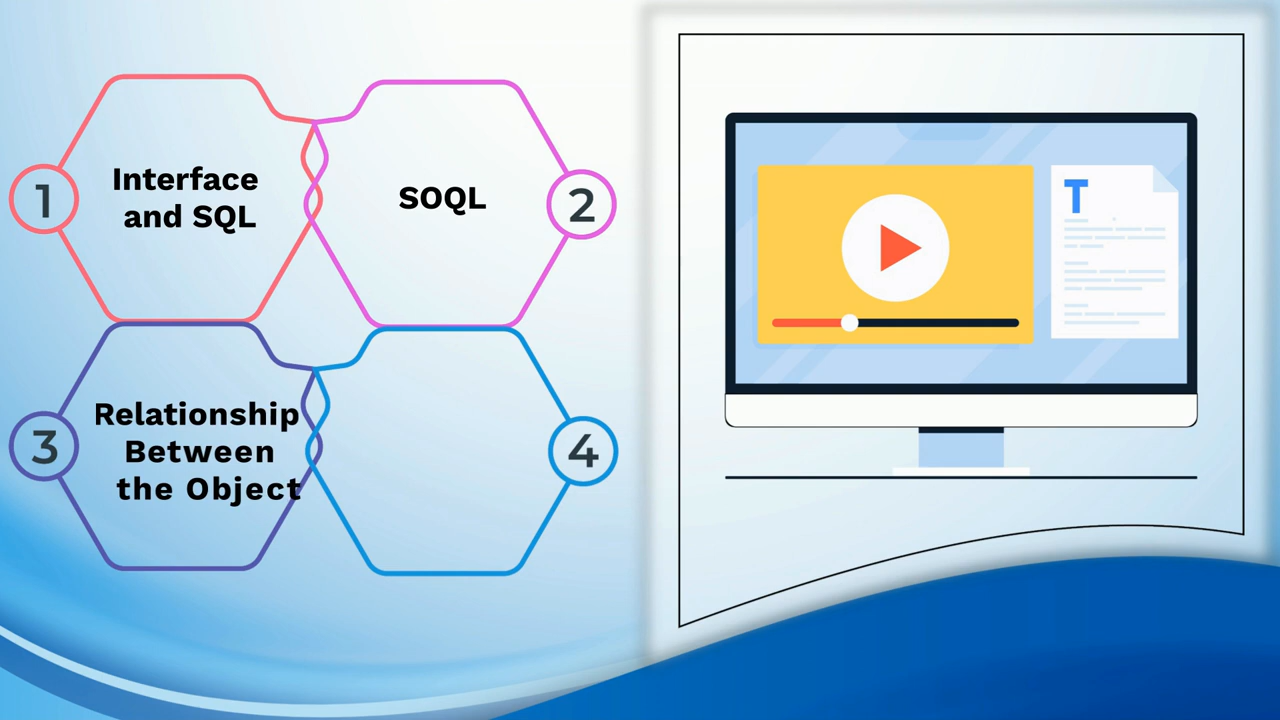 1
Interface
and SQL
SOQL
2
3
Relationship
Between
the Object
4
T